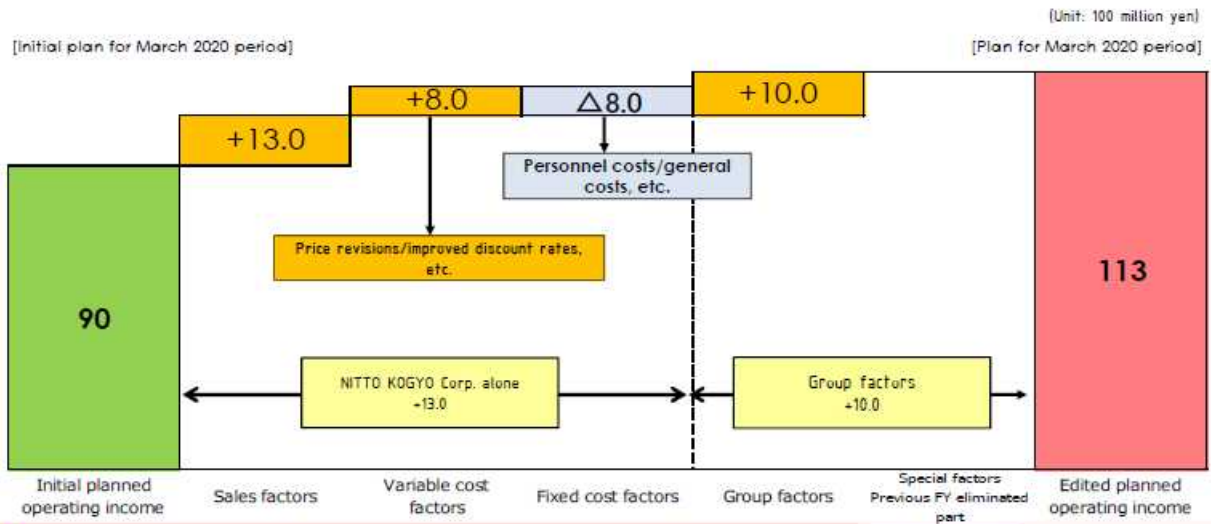 (Unit: 100 million yen)
[Initial plan for March 2020 period]
[Plan for March 2020 period]
+13.0
+8.0
△8.0
+10.0
Personnel costs/general
costs, etc.
Price revisions/improved discount rates,
etc.
90
113
NITTO KOGYO Corp. alone
+13.0
Group factors
+10.0
Initial planned
operating income
Sales factors
Variable cost
factors
Fixed cost factors
Group factors
Special factors
Previous FY eliminated
part
Edited planned
operating income